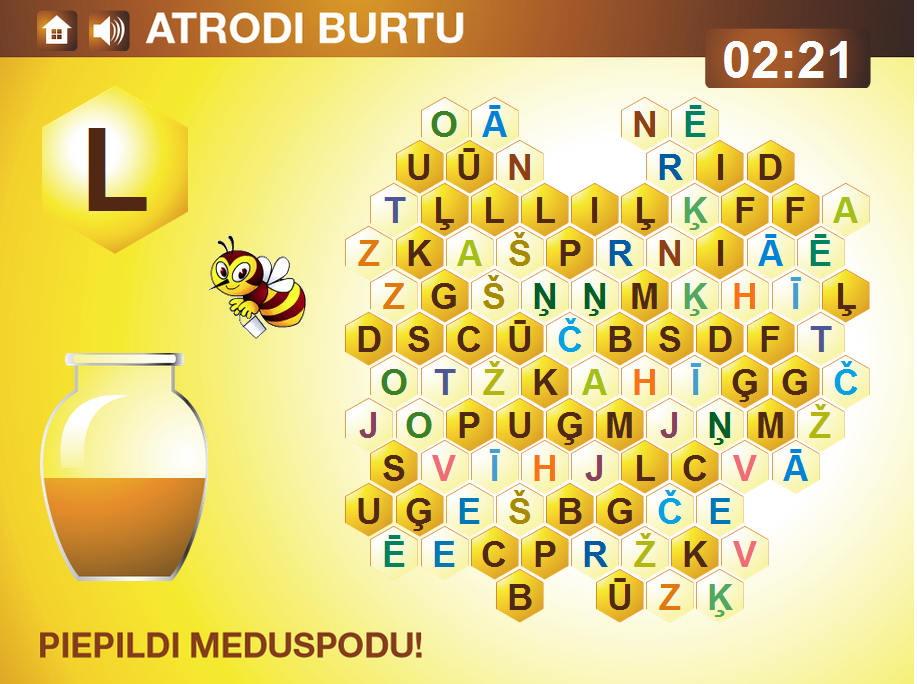 ATRODI BURTU
02:21
L
O Ā N Ē
U Ū N R I D
T Ļ L L I Ļ Ķ F F A
Z K A Š P R N I Ā Ē
Z G Š Ņ Ņ M Ķ H Ī Ļ
D S C Ū Č B S D F T
O T Ž K A H Ī Ģ G Č
J O P U Ģ M J Ņ M Ž
S V Ī H J L C V Ā
U Ģ E Š B G Č E
Ē E C P R Ž K V
B Ū Z Ķ
PIEPILDI MEDUSPODU!